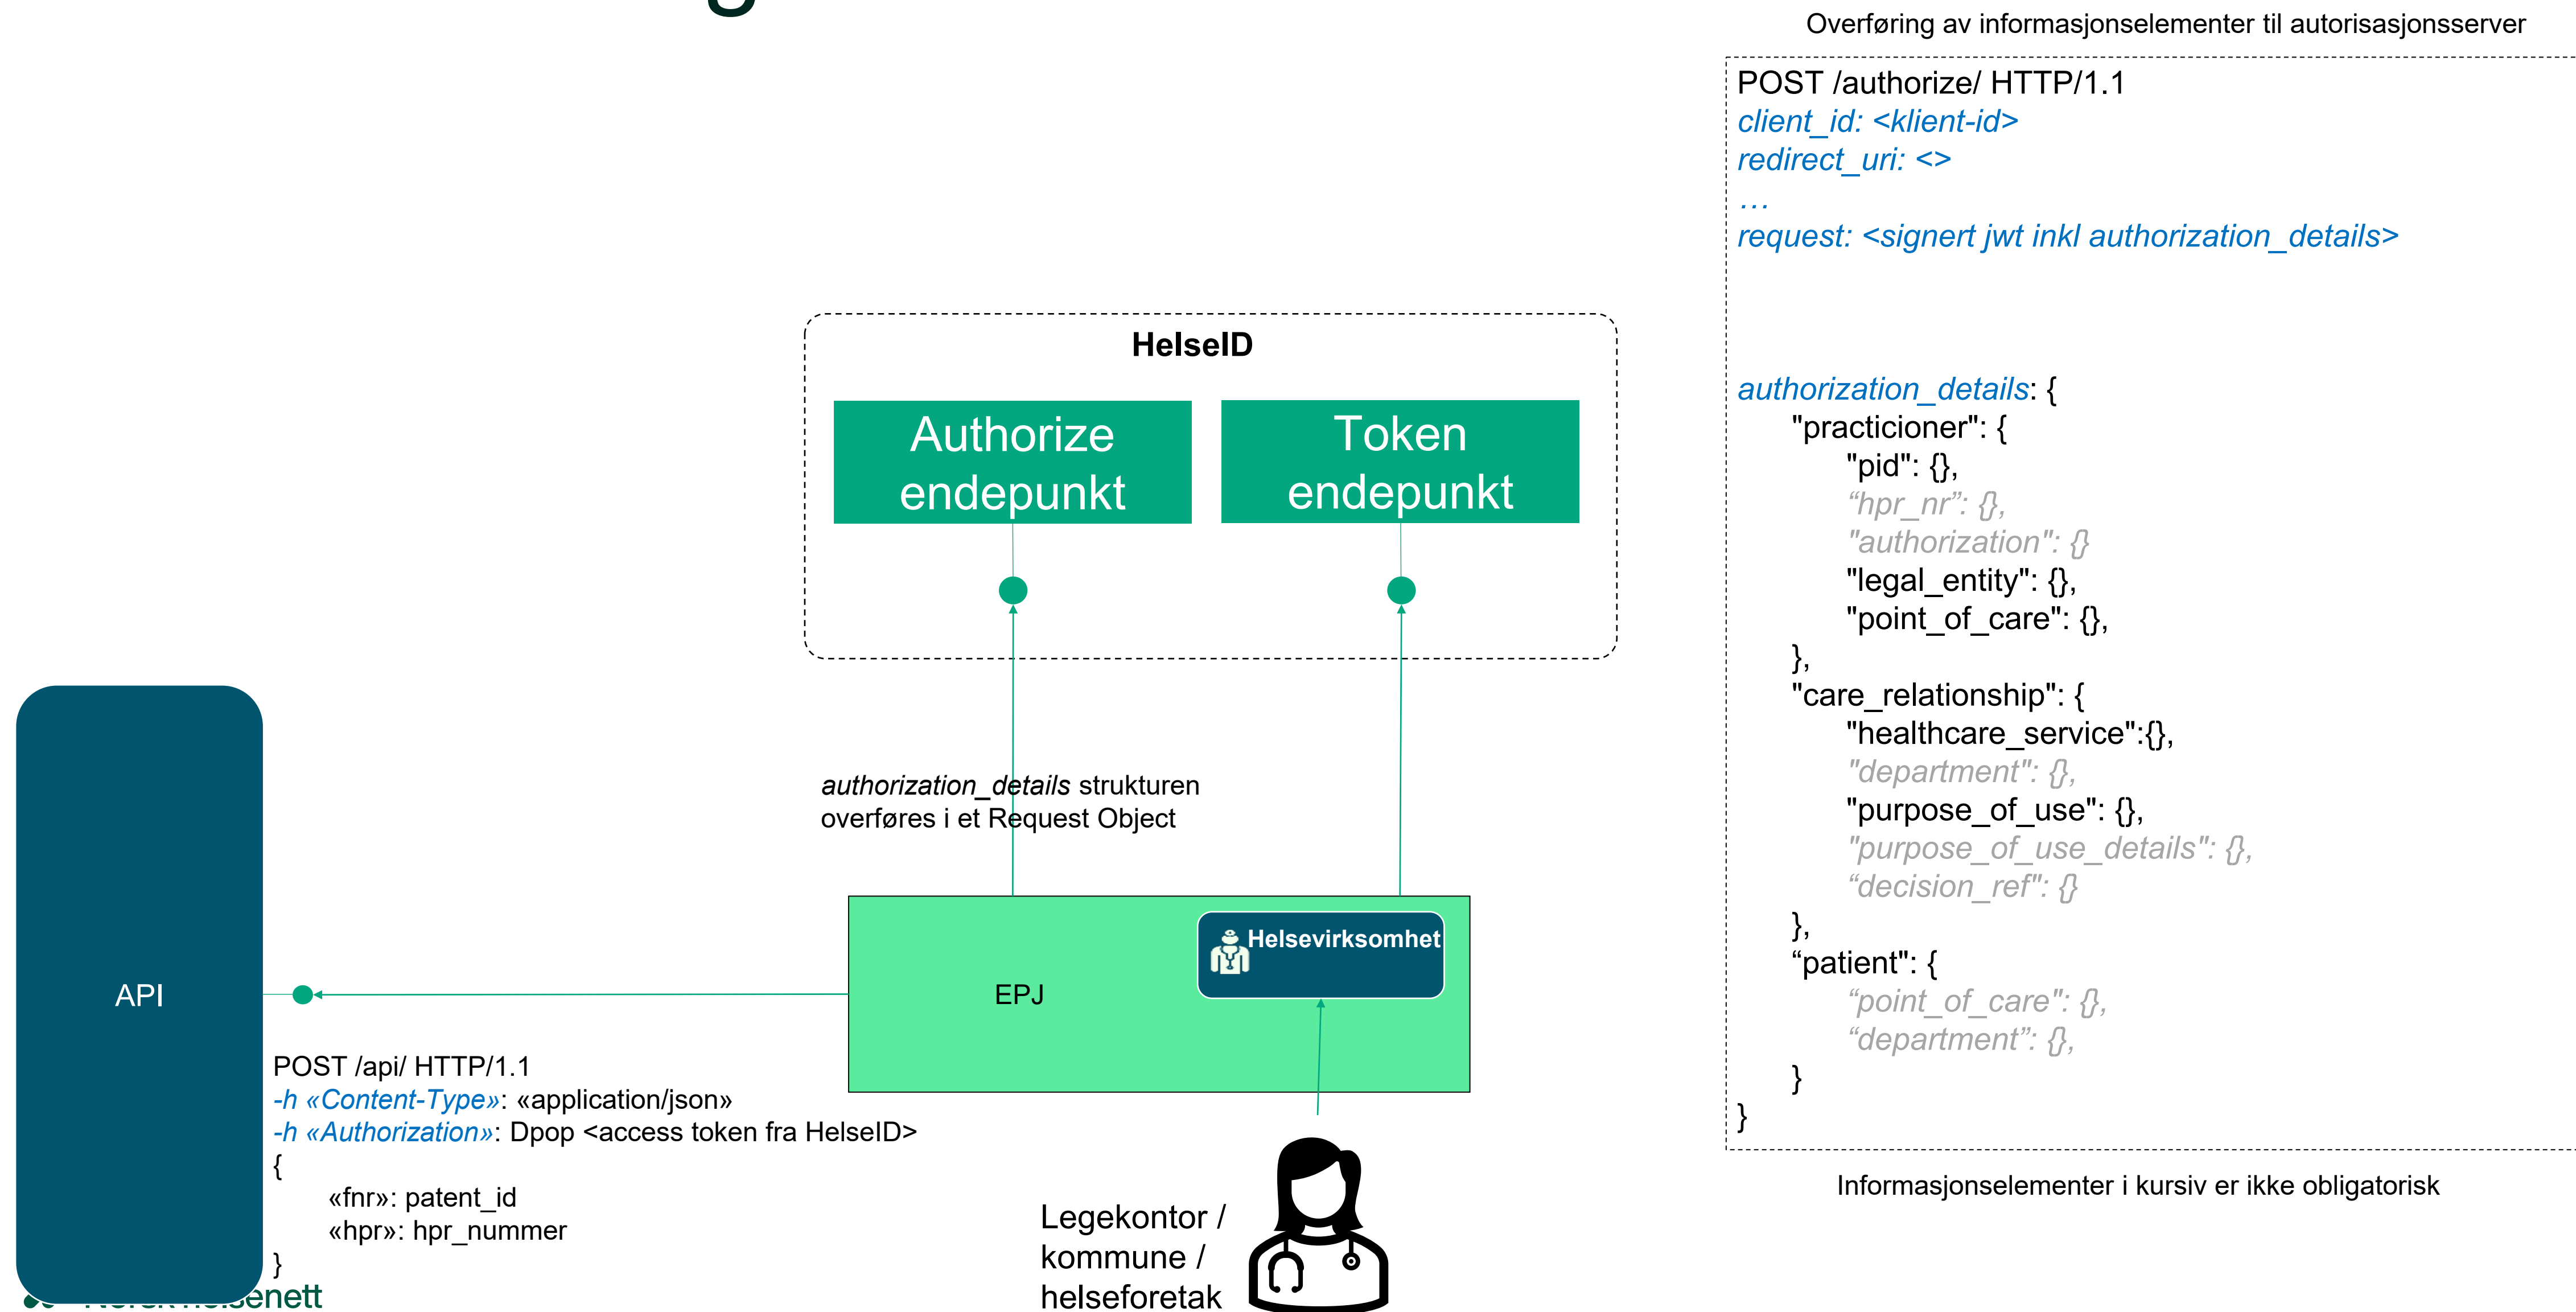 Overføring av informasjonselementer til autorisasjonsserver
POST /authorize/ HTTP/1.1
client_id: <klient-id>
redirect_uri: <>
…
request: <signert jwt inkl authorization_details>
authorization_details: {
"practicioner": {
"pid": {},
“hpr_nr”: {},
"authorization": {}
"legal_entity": {},
"point_of_care": {},
},
"care_relationship": {
"healthcare_service":{},
"department": {},
"purpose_of_use": {},
"purpose_of_use_details": {},
“decision_ref": {}
},
“patient": {
“point_of_care": {},
“department”: {},
}
}
Informasjonselementer i kursiv er ikke obligatorisk
HelseID
Authorize
endepunkt
Token
endepunkt
authorization_details strukturen
overføres i et Request Object
Helsevirksomhet
EPJ
API
POST /api/ HTTP/1.1
-h «Content-Type»: «application/json»
-h «Authorization»: Dpop <access token fra HelseID>
{
«fnr»: patent_id
«hpr»: hpr_nummer
}
Legekontor /
kommune /
helseforetak